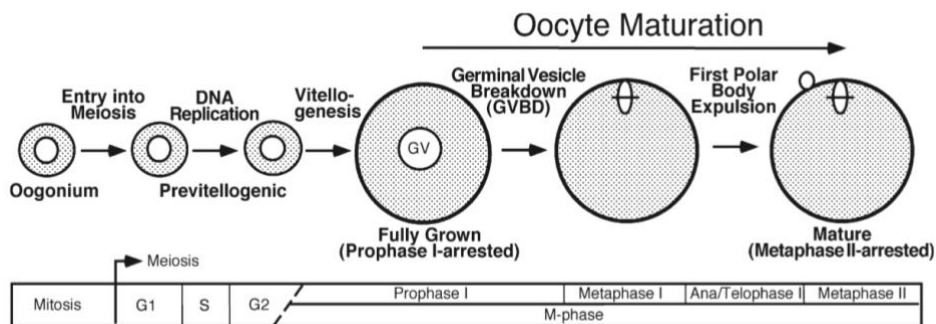 Oocyte Maturation
Entry into
Meiosis
DNA
Replication
Vitello-
genesis
Germinal Vesicle
Breakdown
(GVBD)
First Polar
Body
Expulsion
GV
Oogonium
Previtellogenic
Fully Grown
(Prophase I-arrested)
Mature
(Metaphase II-arrested)
Meiosis
Mitosis
G1
S
G2
Prophase I
Metaphase I
Ana/Telophase I
Metaphase II
M-phase